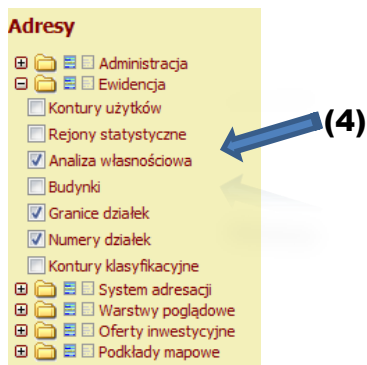 Adresy
Administracja
Ewidencja
Kontury użytków
Rejony statystyczne
(4)
Analiza własnościowa
Budynki
Granice działek
Numery działek
Kontury klasyfikacyjne
System adresacji
Warstwy poglądowe
Oferty inwestycyjne
Podkłady mapowe